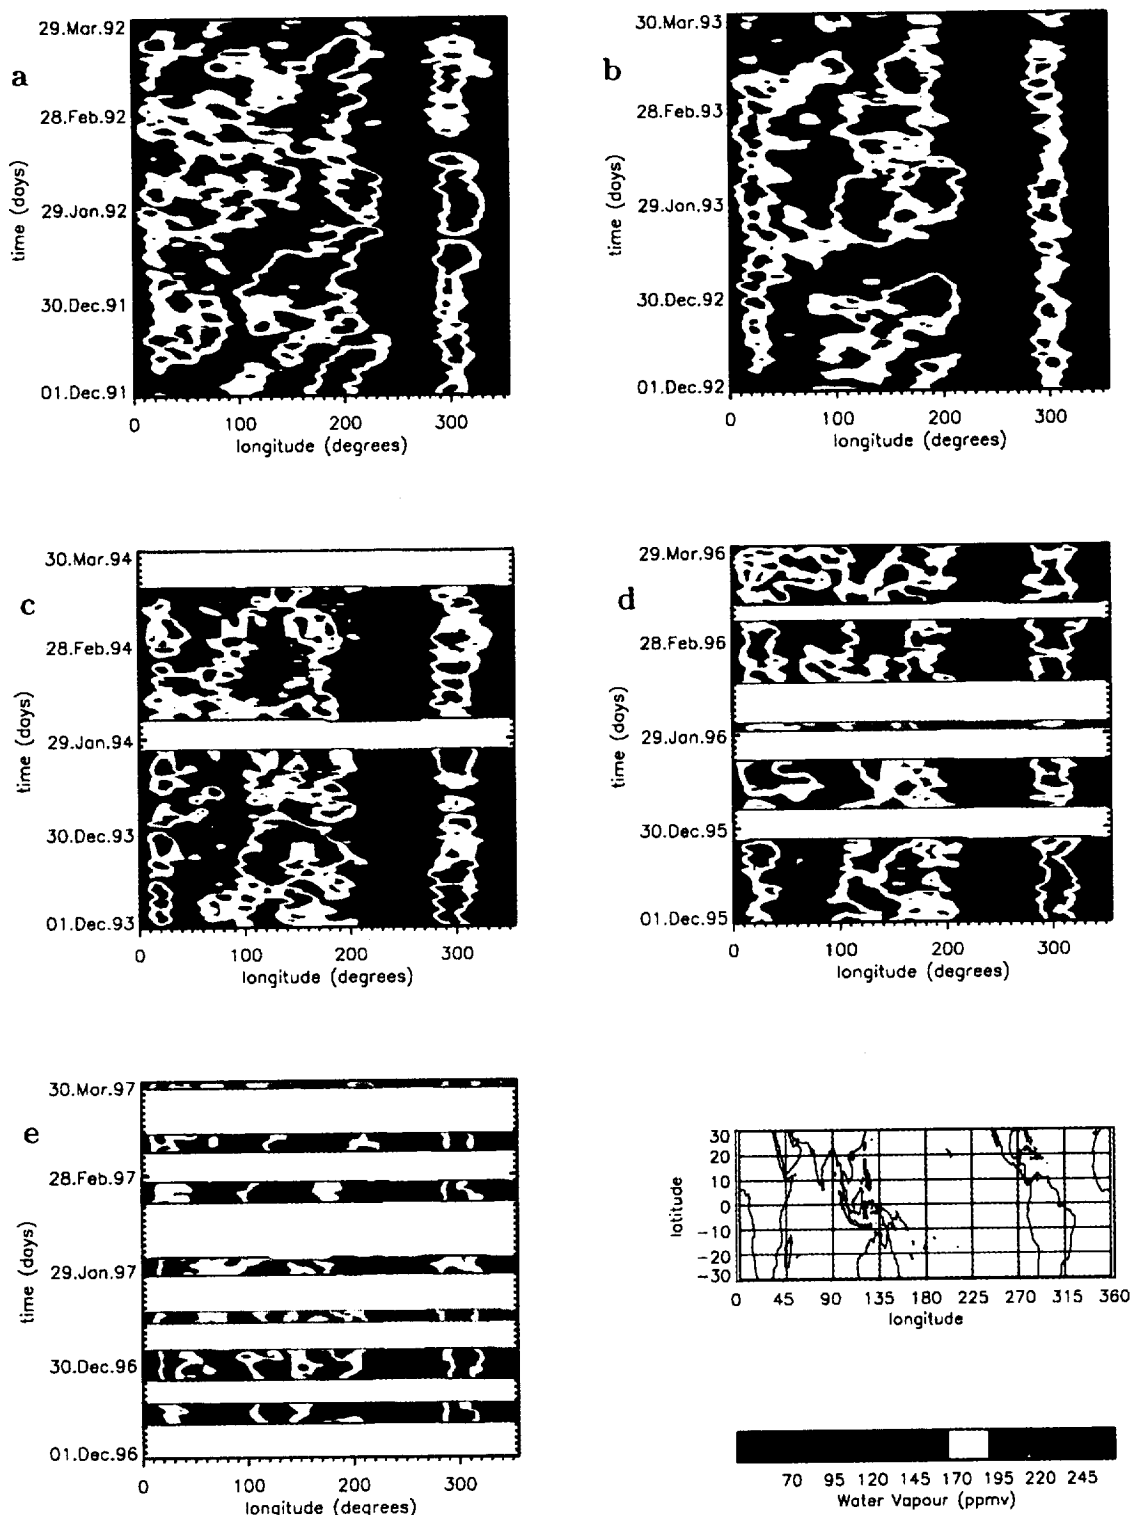 a
29.Mar.92
28.Feb.92
29.Jan.92
30.Dec.91
01.Dec.91
time (days)
0 100 200 300
longitude (degrees)
b
30.Mar.93
28.Feb.93
29.Jan.93
30.Dec.92
01.Dec.92
time (days)
0 100 200 300
longitude (degrees)
c
30.Mar.94
28.Feb.94
29.Jan.94
30.Dec.93
01.Dec.93
time (days)
0 100 200 300
longitude (degrees)
d
29.Mar.96
28.Feb.96
29.Jan.96
30.Dec.95
01.Dec.95
time (days)
0 100 200 300
longitude (degrees)
e
30.Mar.97
28.Feb.97
29.Jan.97
30.Dec.96
01.Dec.96
time (days)
0 100 200 300
longitude (degrees)
30
20
10
0
-10
-20
-30
latitude
0 45 90 135 180 225 270 315 360
longitude
70 95 120 145 170 195 220 245
Water Vapour (ppmv)